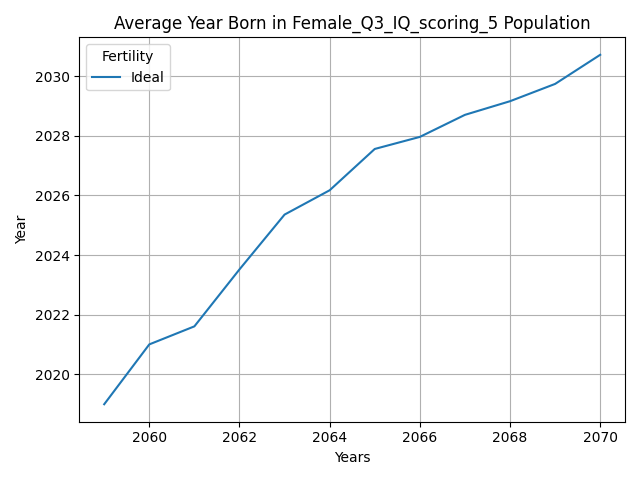 Average Year Born in Female_Q3_IQ_scoring_5 Population
Fertility
Ideal
2030
2028
2026
2024
2022
2020
Year
2060 2062 2064 2066 2068 2070
Years